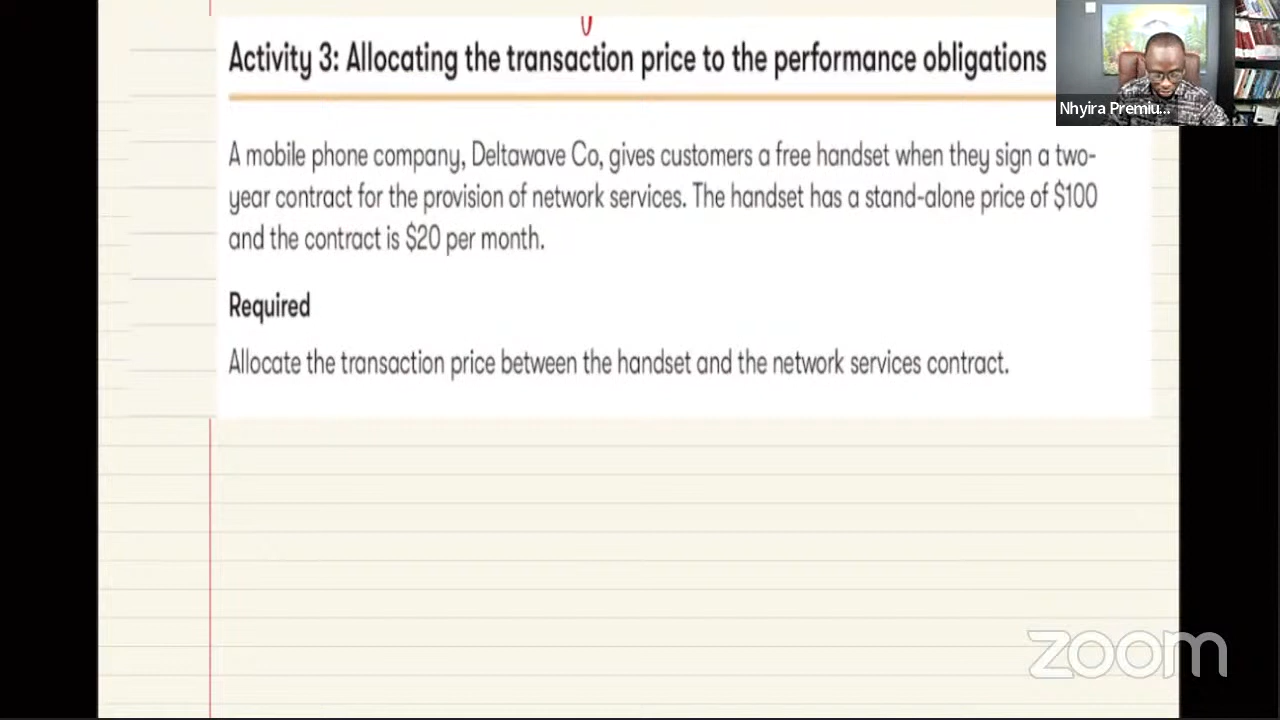 Activity 3: Allocating the transaction price to the performance obligations
Nhyira Premiu...
A mobile phone company, Deltawave Co, gives customers a free handset when they sign a two-
year contract for the provision of network services. The handset has a stand-alone price of $100
and the contract is $20 per month.
Required
Allocate the transaction price between the handset and the network services contract.
zoom